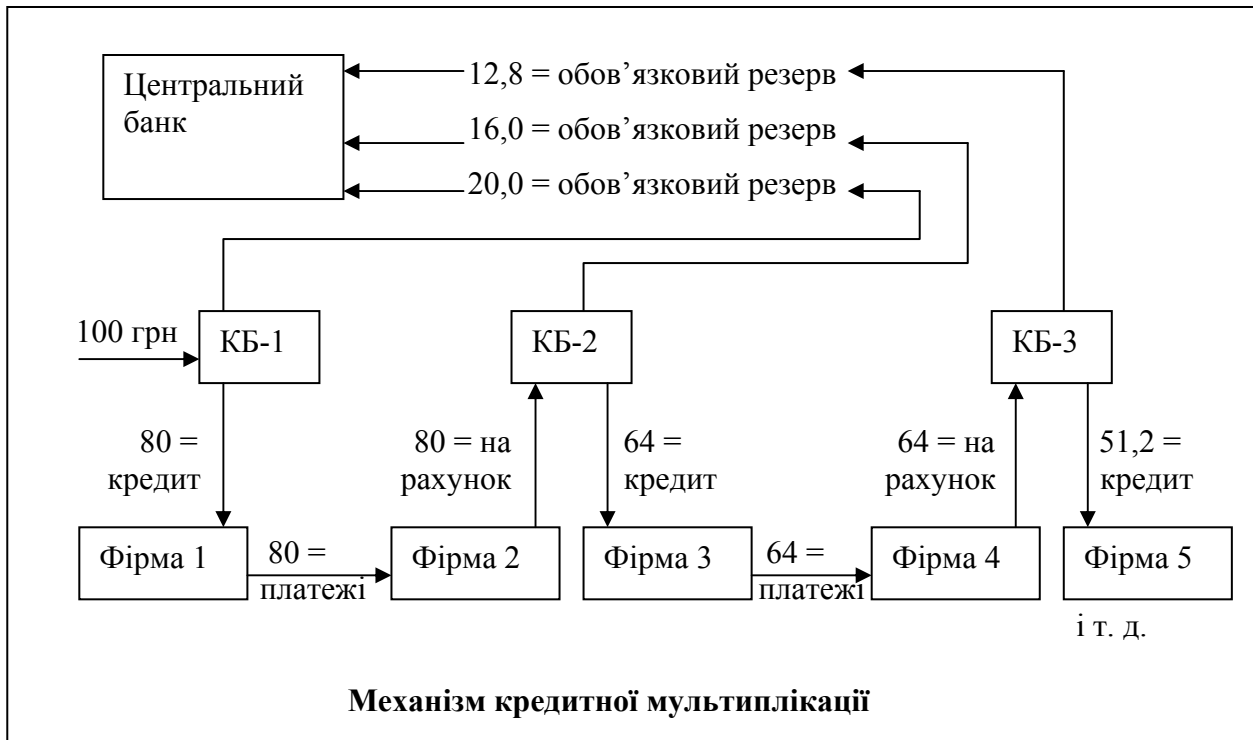 Центральний
банк
12,8 = обов’язковий резерв
16,0 = обов’язковий резерв
20,0 = обов’язковий резерв
100 грн
КБ-1
КБ-2
КБ-3
80 =
кредит
80 = на
рахунок
64 =
кредит
64 = на
рахунок
51,2 =
кредит
Фірма 1
80 =
платежі
Фірма 2
Фірма 3
64 =
платежі
Фірма 4
Фірма 5
і т. д.
Механізм кредитної мультиплікації